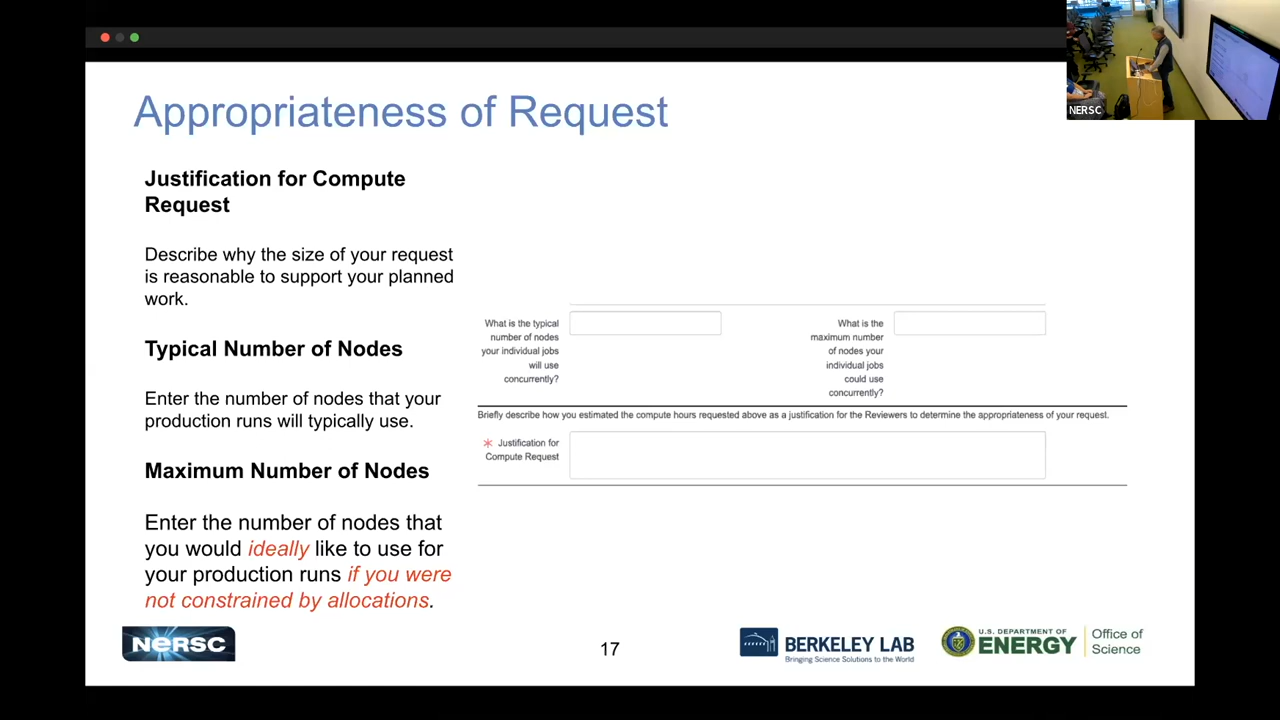 NERSC
Appropriateness of Request
Justification for Compute
Request
Describe why the size of your request
is reasonable to support your planned
work.
Typical Number of Nodes
Enter the number of nodes that your
production runs will typically use.
Maximum Number of Nodes
Enter the number of nodes that
you would ideally like to use for
your production runs if you were
not constrained by allocations.
What is the typical
number of nodes
your individual jobs
will use
concurrently?
What is the
maximum number
of nodes your
individual jobs
could use
concurrently?
Briefly describe how you estimated the compute hours requested above as a justification for the Reviewers to determine the appropriateness of your request.
* Justification for
Compute Request
NERSC
17
BERKELEY LAB
Bringing Science Solutions to the World
U.S. DEPARTMENT OF
ENERGY
Office of
Science